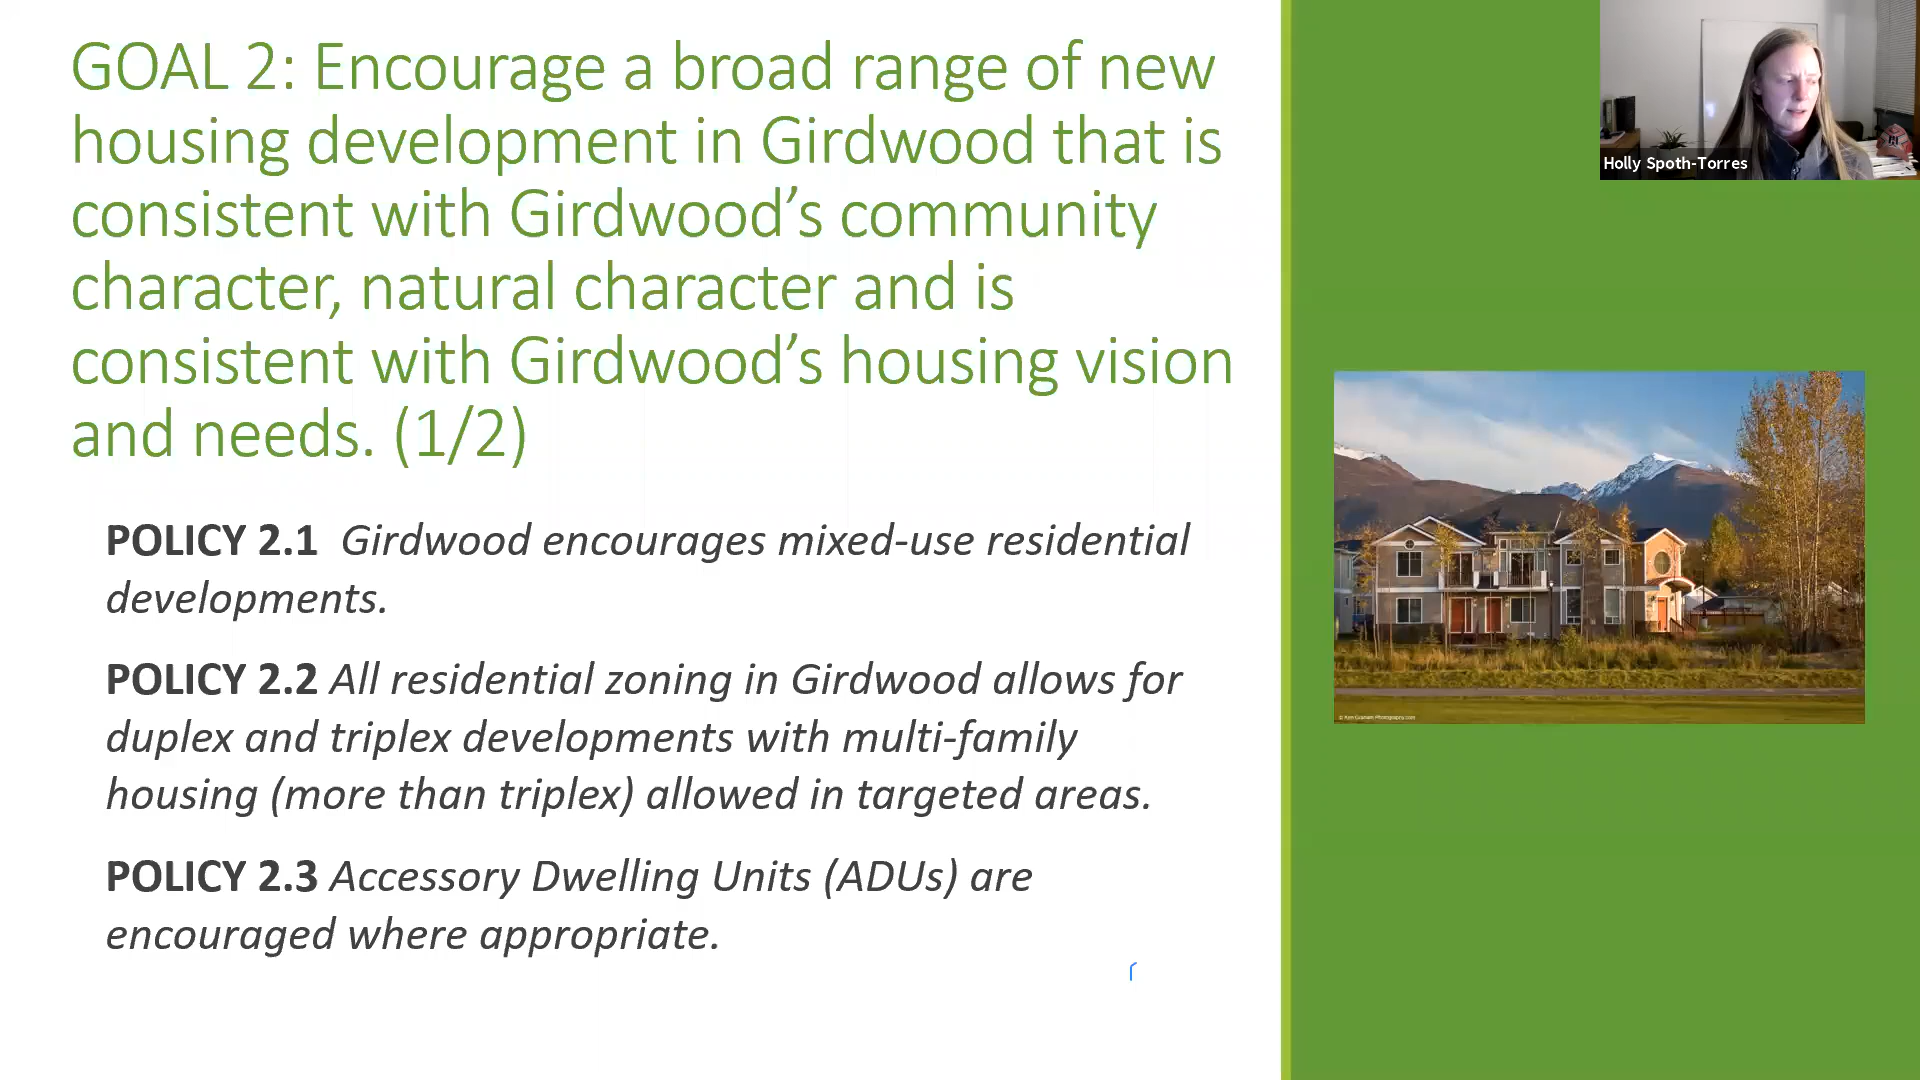 GOAL 2: Encourage a broad range of new
housing development in Girdwood that is
consistent with Girdwood’s community
character, natural character and is
consistent with Girdwood’s housing vision
and needs. (1/2)
POLICY 2.1 Girdwood encourages mixed-use residential
developments.
POLICY 2.2 All residential zoning in Girdwood allows for
duplex and triplex developments with multi-family
housing (more than triplex) allowed in targeted areas.
POLICY 2.3 Accessory Dwelling Units (ADUs) are
encouraged where appropriate.
Holly Spoth-Torres
© Ken Graham Photography.com